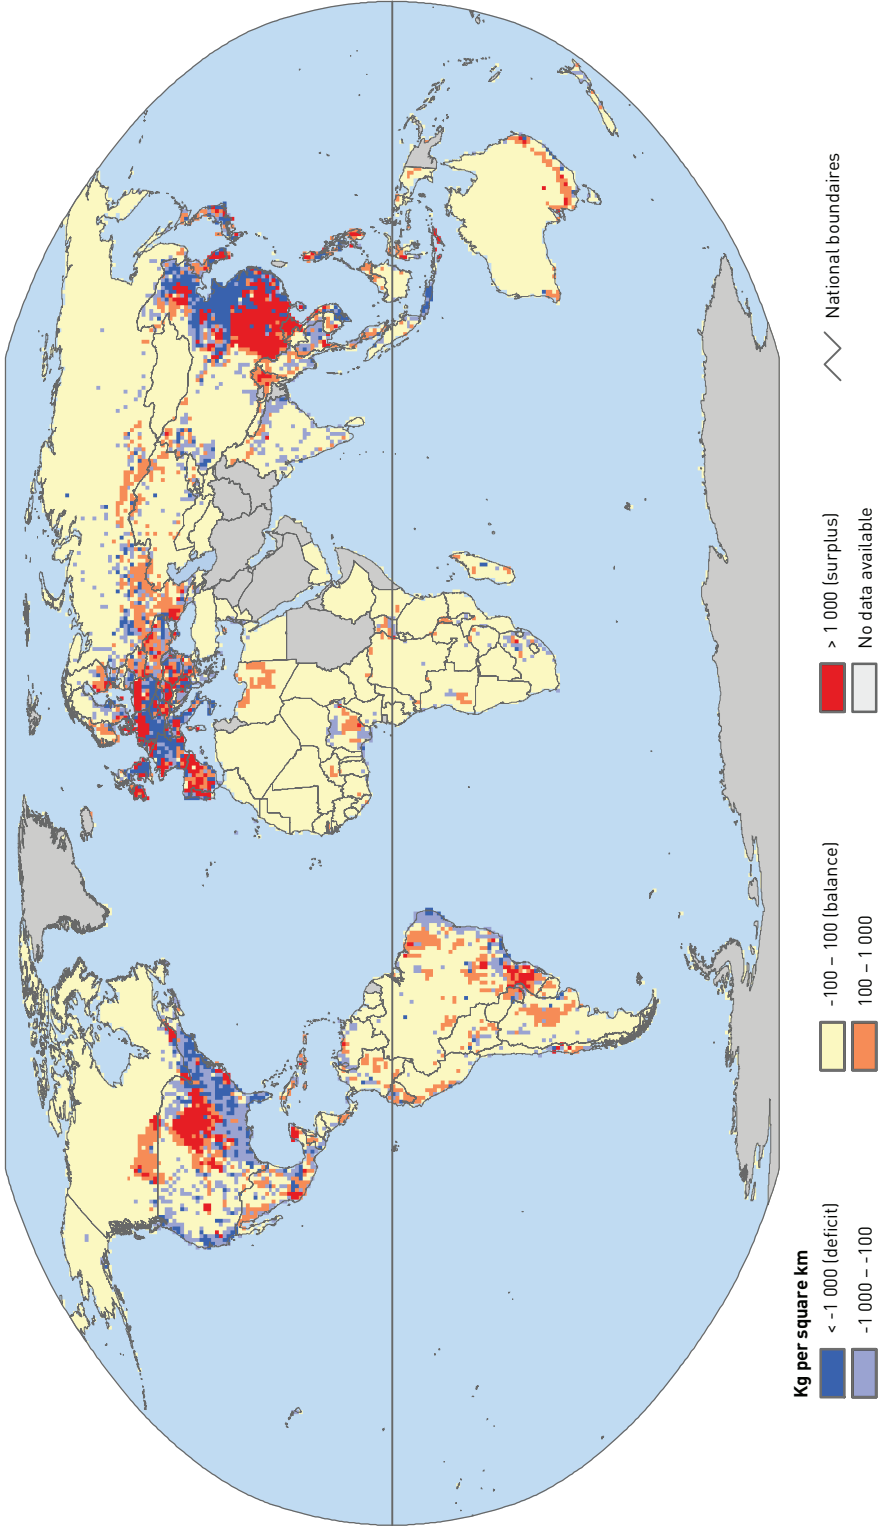 Kg per square km
< -1 000 (deficit)
-1 000 – -100
-100 – 100 (balance)
100 – 1 000
> 1 000 (surplus)
No data available
National boundaires